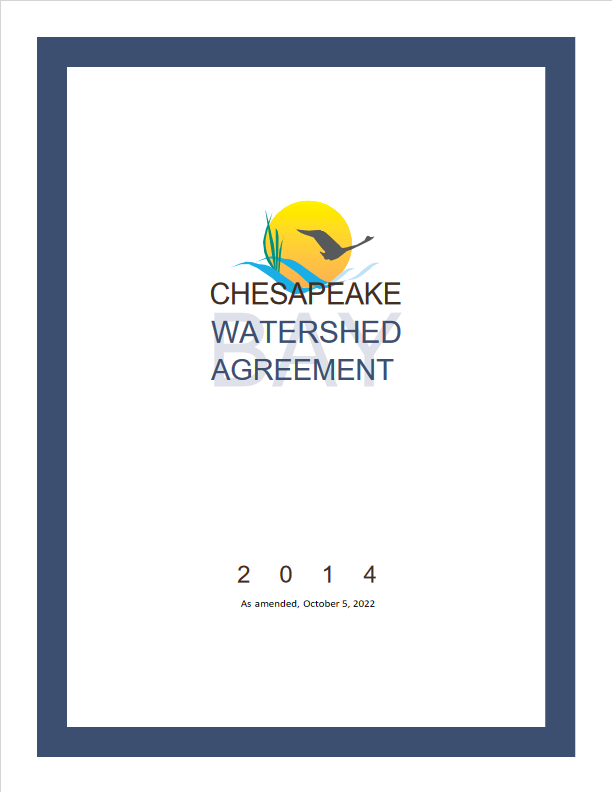 CHESAPEAKE
BAY
WATERSHED
AGREEMENT
2 0 1 4
As amended, October 5, 2022